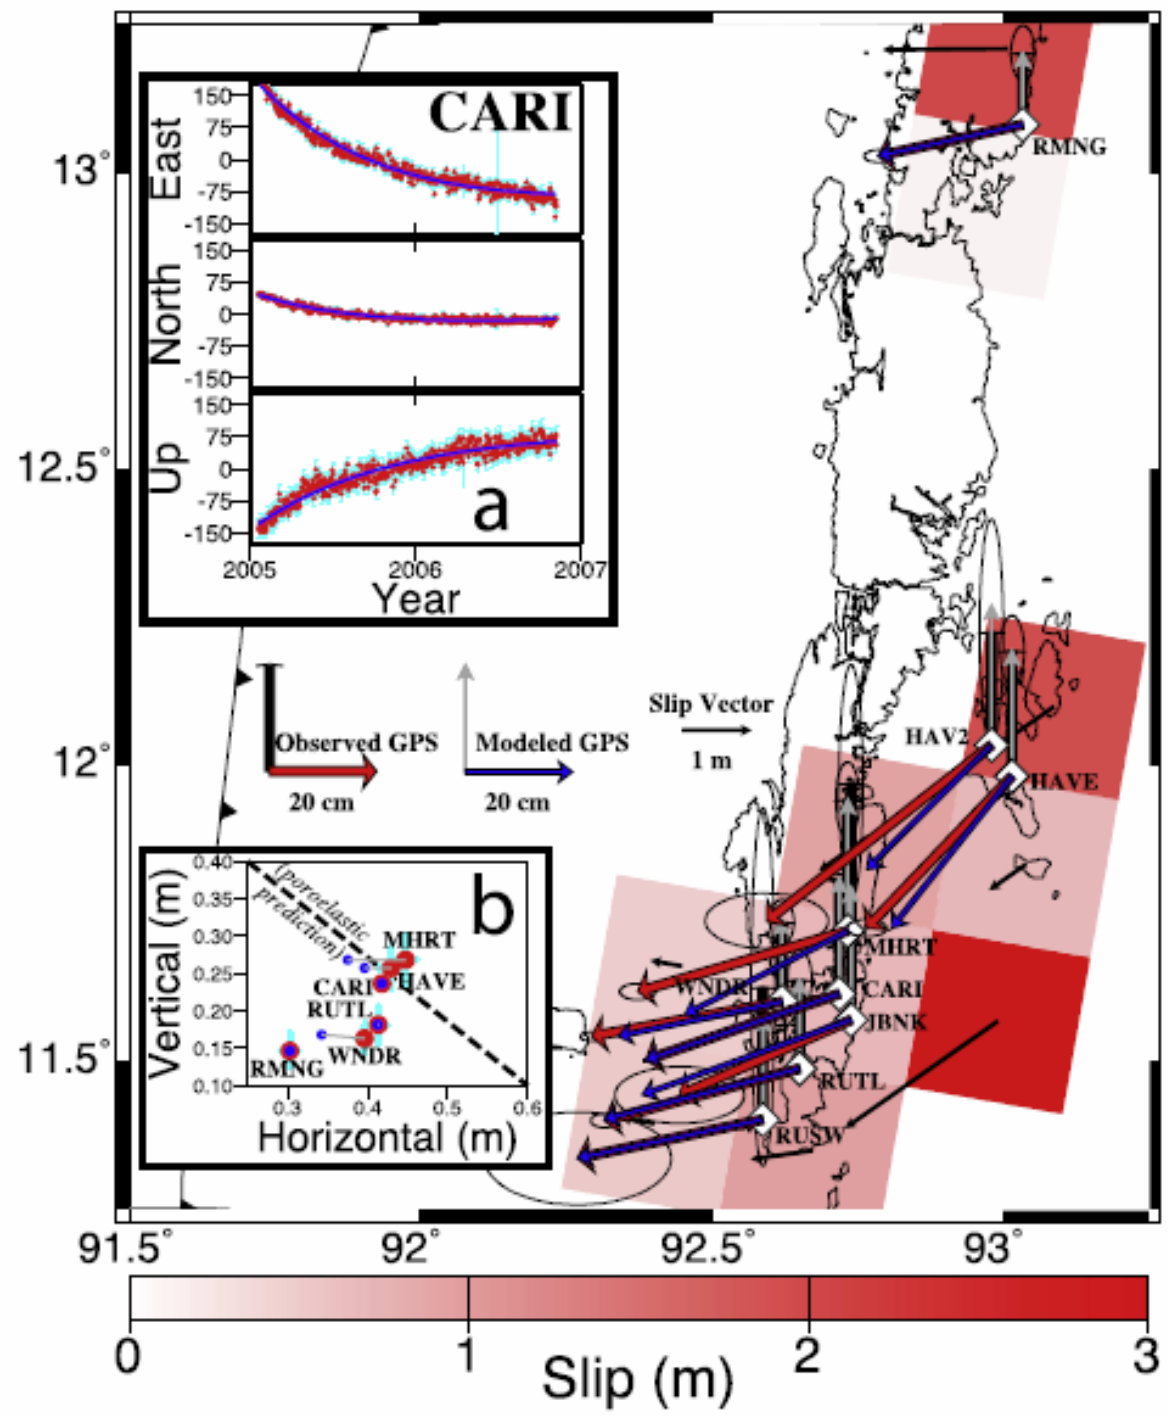 CARI
East
150
75
0
-75
-150
North
150
75
0
-75
-150
Up
150
75
0
-75
-150
a
2005 2006 2007
Year
13°
12.5°
12°
11.5°
RMNG
Slip Vector
1 m
Observed GPS
20 cm
Modeled GPS
20 cm
HAV2
HAVE
MHRT
WNDR
CARI
JBNK
RUTL
RUSW
b
Vertical (m)
0.40
0.35
0.30
0.25
0.20
0.15
0.10
(poroelastic
prediction)
MHRT
HAVE
CARI
RUTL
WNDR
RMNG
0.3 0.4 0.5 0.6
Horizontal (m)
91.5° 92° 92.5° 93°
0 1 2 3
Slip (m)